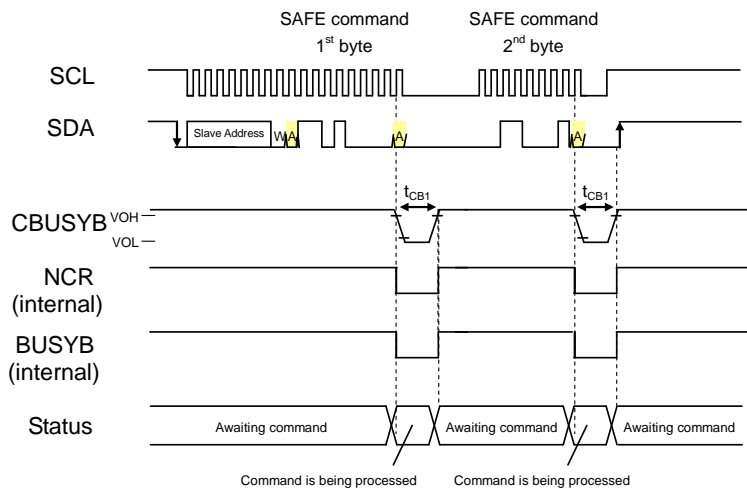 SAFE command
1st byte
SAFE command
2nd byte
SCL
SDA
Slave Address
W
A
A
A
tCB1
tCB1
CBUSYB
VOH
VOL
NCR
(internal)
BUSYB
(internal)
Status
Awaiting command
Awaiting command
Awaiting command
Command is being processed
Command is being processed